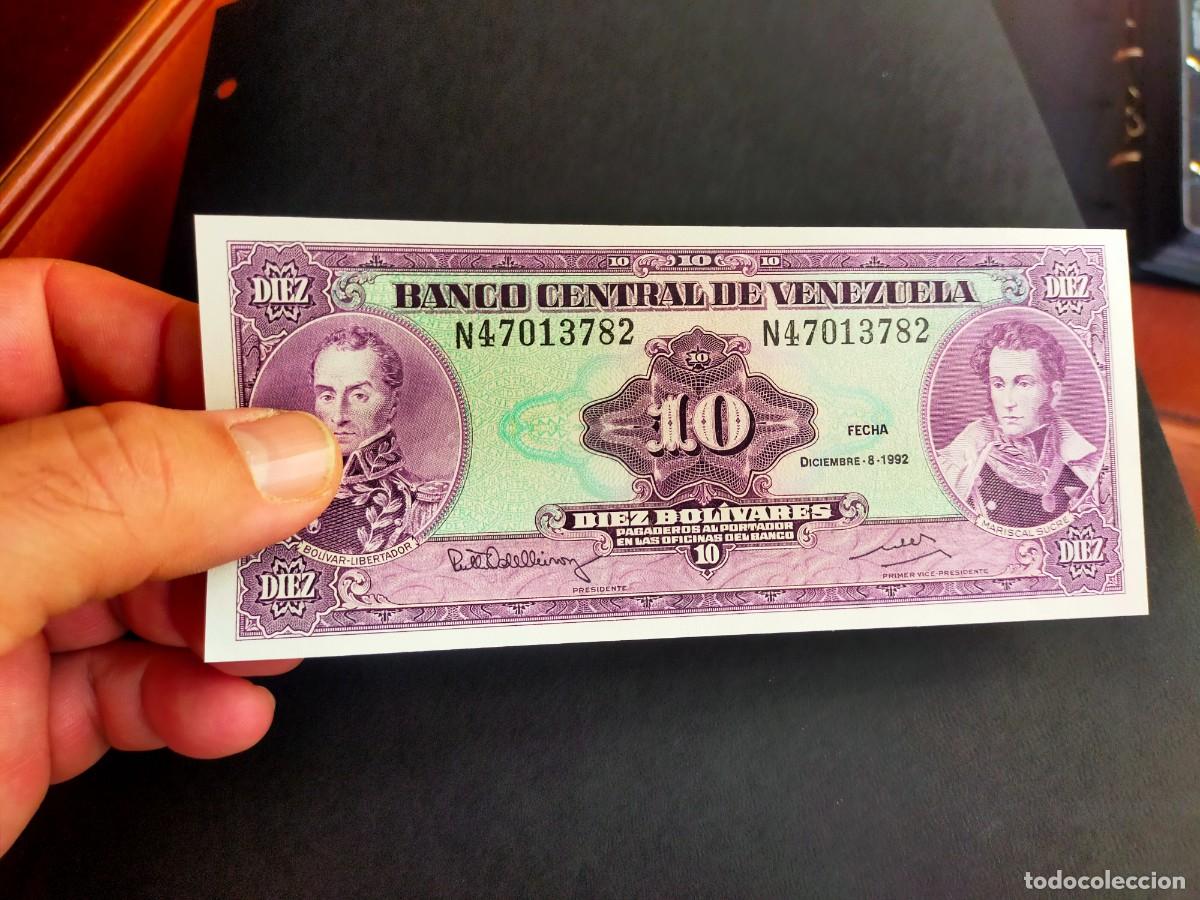 10 10 10
DIEZ DIEZ
BANCO CENTRAL DE VENEZUELA
N47013782 N47013782
10
10
FECHA
DICIEMBRE - 8 - 1992
DIEZ BOLÍVARES
PAGADEROS AL PORTADOR
EN LAS OFICINAS DEL BANCO
BOLIVAR-LIBERTADOR
MARISCAL SUCRE
10
DIEZ DIEZ
PRESIDENTE
PRIMER VICE-PRESIDENTE
todocoleccion